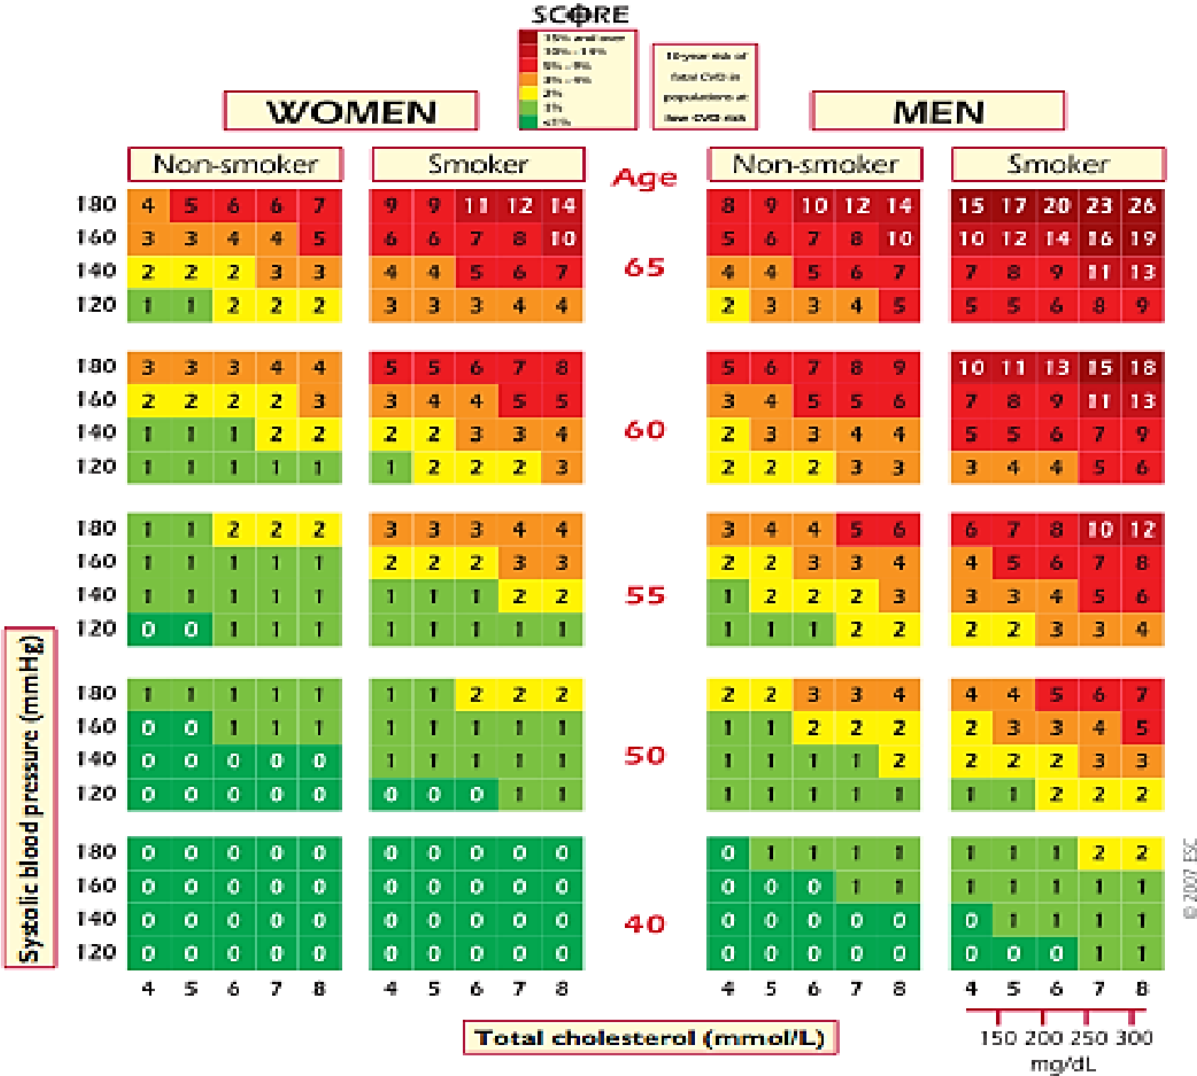 SCORE
15% and over
10% - 14%
5% - 9%
3% - 4%
2%
1%
<1%
10-year risk of
fatal CVD in
populations at
low CVD risk
WOMEN
MEN
Non-smoker Smoker Age Non-smoker Smoker
180 4 5 6 6 7 9 9 11 12 14 8 9 10 12 14 15 17 20 23 26
160 3 3 4 4 5 6 6 7 8 10 5 6 7 8 10 10 12 14 16 19
65
140 2 2 2 3 3 4 4 5 6 7 4 4 5 6 7 7 8 9 11 13
120 1 1 2 2 2 3 3 3 4 4 2 3 3 4 5 5 5 6 8 9
180 3 3 3 4 4 5 5 6 7 8 5 6 7 8 9 10 11 13 15 18
160 2 2 2 2 3 3 4 4 5 5 3 4 5 5 6 7 8 9 11 13
60
140 1 1 1 2 2 2 2 3 3 4 2 3 3 4 4 5 5 6 7 9
120 1 1 1 1 1 1 2 2 2 3 2 2 2 3 3 3 4 4 5 6
180 1 1 2 2 2 3 3 3 4 4 3 4 4 5 6 6 7 8 10 12
160 1 1 1 1 1 2 2 2 3 3 2 2 3 3 4 4 5 6 7 8
55
140 1 1 1 1 1 1 1 1 2 2 1 2 2 2 3 3 3 4 5 6
120 0 0 1 1 1 1 1 1 1 1 1 1 1 2 2 2 2 3 3 4
180 1 1 1 1 1 1 1 2 2 2 2 2 3 3 4 4 4 5 6 7
160 0 0 1 1 1 1 1 1 1 1 1 1 2 2 2 2 3 3 4 5
50
140 0 0 0 0 0 1 1 1 1 1 1 1 1 1 2 2 2 2 3 3
120 0 0 0 0 0 0 0 0 1 1 1 1 1 1 1 1 1 2 2 2
180 0 0 0 0 0 0 0 0 0 0 0 1 1 1 1 1 1 1 2 2
160 0 0 0 0 0 0 0 0 0 0 0 0 0 1 1 1 1 1 1 1
40
140 0 0 0 0 0 0 0 0 0 0 0 0 0 0 0 0 1 1 1 1
120 0 0 0 0 0 0 0 0 0 0 0 0 0 0 0 0 0 0 1 1
4 5 6 7 8 4 5 6 7 8 4 5 6 7 8 4 5 6 7 8
Systolic blood pressure (mmHg)
Total cholesterol (mmol/L)
150 200 250 300
mg/dL
© 2007 ESC